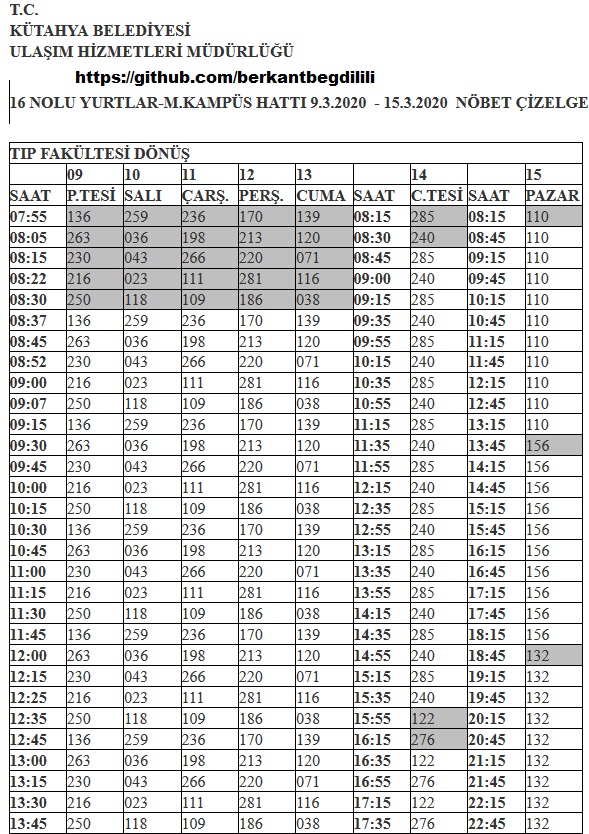 T.C.
KÜTAHYA BELEDİYESİ
ULAŞIM HİZMETLERİ MÜDÜRLÜĞÜ
https://github.com/berkantbegdilili
16 NOLU YURTLAR-M.KAMPÜS HATTI 9.3.2020 - 15.3.2020 NÖBET ÇİZELGE
TIP FAKÜLTESİ DÖNÜŞ
09 10 11 12 13 14 15
SAAT P.TESİ SALI ÇARŞ. PERŞ. CUMA SAAT C.TESİ SAAT PAZAR
07:55 136 259 236 170 139 08:15 285 08:15 110
08:05 263 036 198 213 120 08:30 240 08:45 110
08:15 230 043 266 220 071 08:45 285 09:15 110
08:22 216 023 111 281 116 09:00 240 09:45 110
08:30 250 118 109 186 038 09:15 285 10:15 110
08:37 136 259 236 170 139 09:35 240 10:45 110
08:45 263 036 198 213 120 09:55 285 11:15 110
08:52 230 043 266 220 071 10:15 240 11:45 110
09:00 216 023 111 281 116 10:35 285 12:15 110
09:07 250 118 109 186 038 10:55 240 12:45 110
09:15 136 259 236 170 139 11:15 285 13:15 110
09:30 263 036 198 213 120 11:35 240 13:45 156
09:45 230 043 266 220 071 11:55 285 14:15 156
10:00 216 023 111 281 116 12:15 240 14:45 156
10:15 250 118 109 186 038 12:35 285 15:15 156
10:30 136 259 236 170 139 12:55 240 15:45 156
10:45 263 036 198 213 120 13:15 285 16:15 156
11:00 230 043 266 220 071 13:35 240 16:45 156
11:15 216 023 111 281 116 13:55 285 17:15 156
11:30 250 118 109 186 038 14:15 240 17:45 156
11:45 136 259 236 170 139 14:35 285 18:15 156
12:00 263 036 198 213 120 14:55 240 18:45 132
12:15 230 043 266 220 071 15:15 285 19:15 132
12:25 216 023 111 281 116 15:35 240 19:45 132
12:35 250 118 109 186 038 15:55 122 20:15 132
12:45 136 259 236 170 139 16:15 276 20:45 132
13:00 263 036 198 213 120 16:35 122 21:15 132
13:15 230 043 266 220 071 16:55 276 21:45 132
13:30 216 023 111 281 116 17:15 122 22:15 132
13:45 250 118 109 186 038 17:35 276 22:45 132